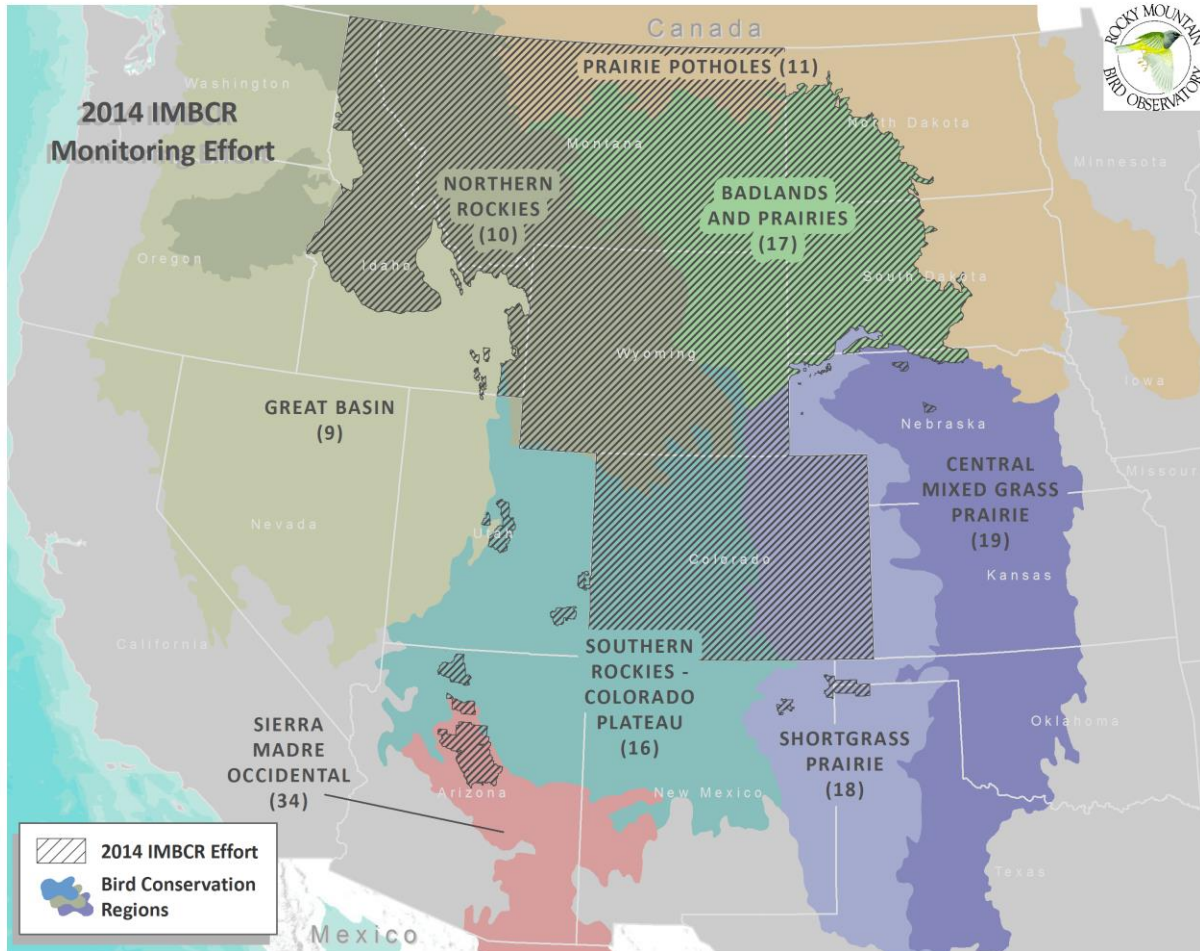 Canada
ROCKY MOUNTAIN
BIRD OBSERVATORY
PRAIRIE POTHOLES (11)
Washington
2014 IMBCR
Monitoring Effort
North Dakota
Montana
Minnesota
NORTHERN
ROCKIES
(10)
BADLANDS
AND PRAIRIES
(17)
Oregon
Idaho
South Dakota
Wyoming
Iowa
GREAT BASIN
(9)
Nebraska
CENTRAL
MIXED GRASS
PRAIRIE
(19)
Missouri
Nevada
Utah
Colorado
Kansas
California
SOUTHERN
ROCKIES -
COLORADO
PLATEAU
(16)
SIERRA
MADRE
OCCIDENTAL
(34)
SHORTGRASS
PRAIRIE
(18)
Oklahoma
Arizona
New Mexico
Texas
2014 IMBCR Effort
Bird Conservation
Regions
Mexico